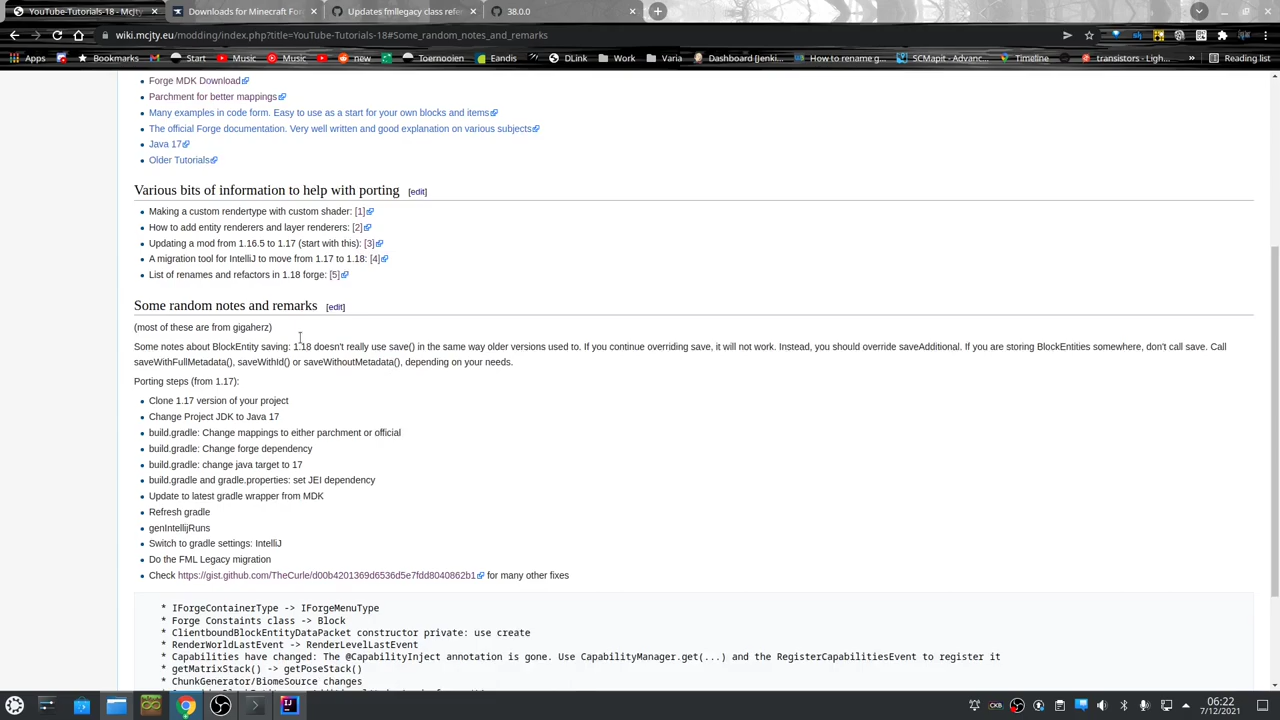 YouTube-Tutorials-18 - McJty
Downloads for Minecraft For
Updates fmllegacy class refe
38.0.0
wiki.mcjty.eu/modding/index.php?title=YouTube-Tutorials-18#Some_random_notes_and_remarks
Apps
Bookmarks
Start
Music
Music
new
Toernooien
Eandis
DLink
Work
Varia
Dashboard [Jenki...
How to rename g...
SCMapit - Advanc...
Timeline
transistors - Ligh...
»
Reading list
Forge MDK Download
Parchment for better mappings
Many examples in code form. Easy to use as a start for your own blocks and items
The official Forge documentation. Very well written and good explanation on various subjects
Java 17
Older Tutorials
Various bits of information to help with porting [edit]
Making a custom rendertype with custom shader: [1]
How to add entity renderers and layer renderers: [2]
Updating a mod from 1.16.5 to 1.17 (start with this): [3]
A migration tool for IntelliJ to move from 1.17 to 1.18: [4]
List of renames and refactors in 1.18 forge: [5]
Some random notes and remarks [edit]
(most of these are from gigaherz)
Some notes about BlockEntity saving: 1.18 doesn't really use save() in the same way older versions used to. If you continue overriding save, it will not work. Instead, you should override saveAdditional. If you are storing BlockEntities somewhere, don't call save. Call
saveWithFullMetadata(), saveWithId() or saveWithoutMetadata(), depending on your needs.
Porting steps (from 1.17):
Clone 1.17 version of your project
Change Project JDK to Java 17
build.gradle: Change mappings to either parchment or official
build.gradle: Change forge dependency
build.gradle: change java target to 17
build.gradle and gradle.properties: set JEI dependency
Update to latest gradle wrapper from MDK
Refresh gradle
genIntellijRuns
Switch to gradle settings: IntelliJ
Do the FML Legacy migration
Check https://gist.github.com/TheCurle/d00b4201369d6536d5e7fdd8040862b1 for many other fixes
* IForgeContainerType -> IForgeMenuType
* Forge Constaints class -> Block
* ClientboundBlockEntityDataPacket constructor private: use create
* RenderWorldLastEvent -> RenderLevelLastEvent
* Capabilities have changed: The @CapabilityInject annotation is gone. Use CapabilityManager.get(...) and the RegisterCapabilitiesEvent to register it
* getMatrixStack() -> getPoseStack()
* ChunkGenerator/BiomeSource changes
06:22
7/12/2021